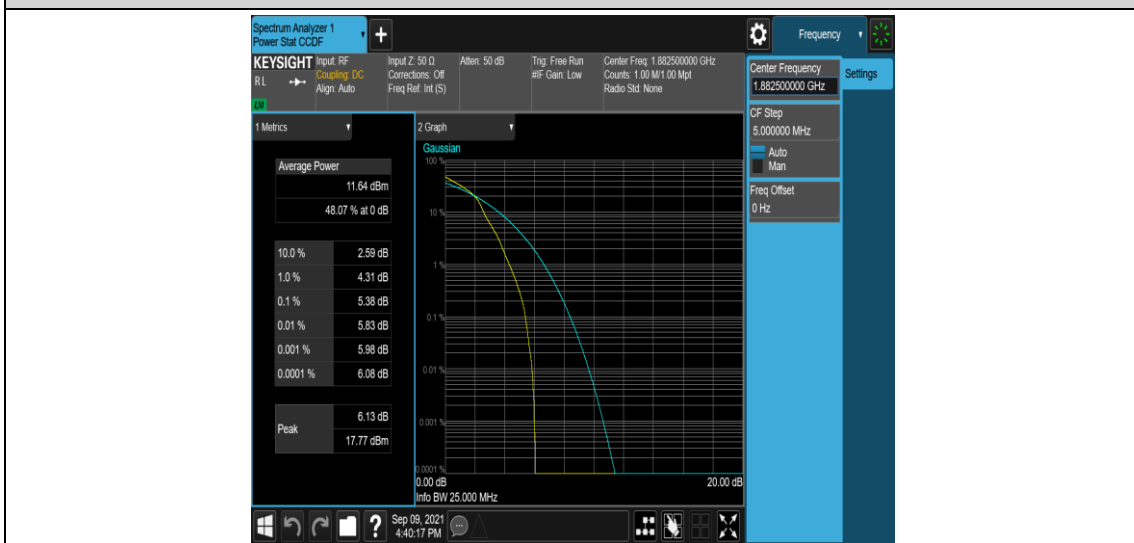 Spectrum Analyzer 1
Power Stat CCDF
+
Frequency
KEYSIGHT
RL
LXI
Input: RF
Coupling: DC
Align: Auto
Input Z: 50 Ω
Corrections: Off
Freq Ref: Int (S)
Atten: 50 dB
Trig: Free Run
#IF Gain: Low
Center Freq: 1.882500000 GHz
Counts: 1.00 M/1.00 Mpt
Radio Std: None
Center Frequency
1.882500000 GHz
Settings
CF Step
5.000000 MHz
Auto
Man
Freq Offset
0 Hz
1 Metrics
Average Power
11.64 dBm
48.07 % at 0 dB
10.0 % 2.59 dB
1.0 % 4.31 dB
0.1 % 5.38 dB
0.01 % 5.83 dB
0.001 % 5.98 dB
0.0001 % 6.08 dB
Peak
6.13 dB
17.77 dBm
2 Graph
Gaussian
100 %
10 %
1 %
0.1 %
0.01 %
0.001 %
0.0001 %
0.00 dB 20.00 dB
Info BW 25.000 MHz
?
Sep 09, 2021
4:40:17 PM